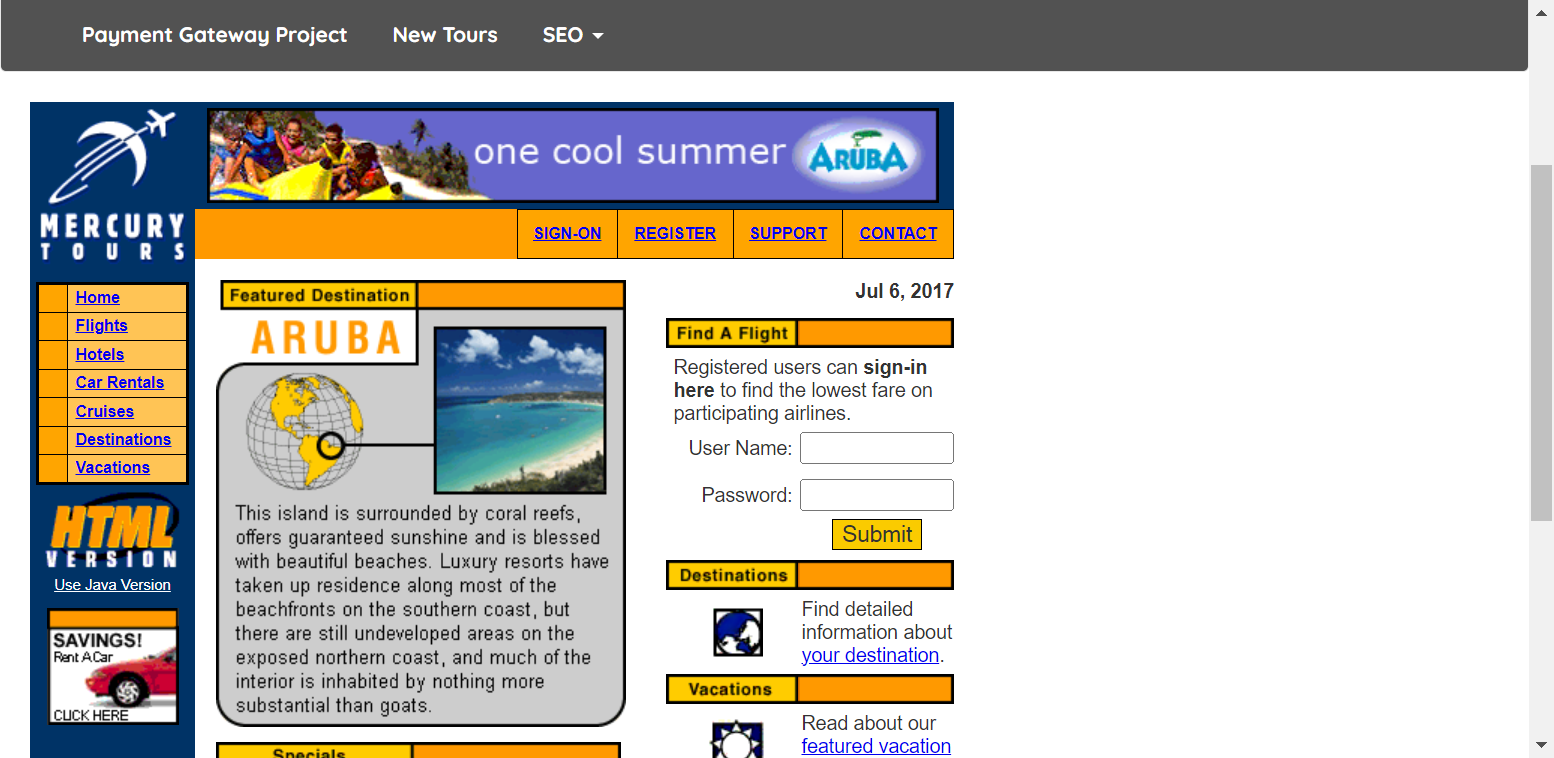 Payment Gateway Project New Tours SEO
one cool summer ARUBA
MERCURY
TOURS
SIGN-ON REGISTER SUPPORT CONTACT
Home
Flights
Hotels
Car Rentals
Cruises
Destinations
Vacations
HTML
VERSION
Use Java Version
SAVINGS!
Rent A Car
CLICK HERE
Featured Destination
ARUBA
This island is surrounded by coral reefs,
offers guaranteed sunshine and is blessed
with beautiful beaches. Luxury resorts have
taken up residence along most of the
beachfronts on the southern coast, but
there are still undeveloped areas on the
exposed northern coast, and much of the
interior is inhabited by nothing more
substantial than goats.
Specials
Jul 6, 2017
Find A Flight
Registered users can sign-in
here to find the lowest fare on
participating airlines.
User Name:
Password:
Submit
Destinations
Find detailed
information about
your destination.
Vacations
Read about our
featured vacation